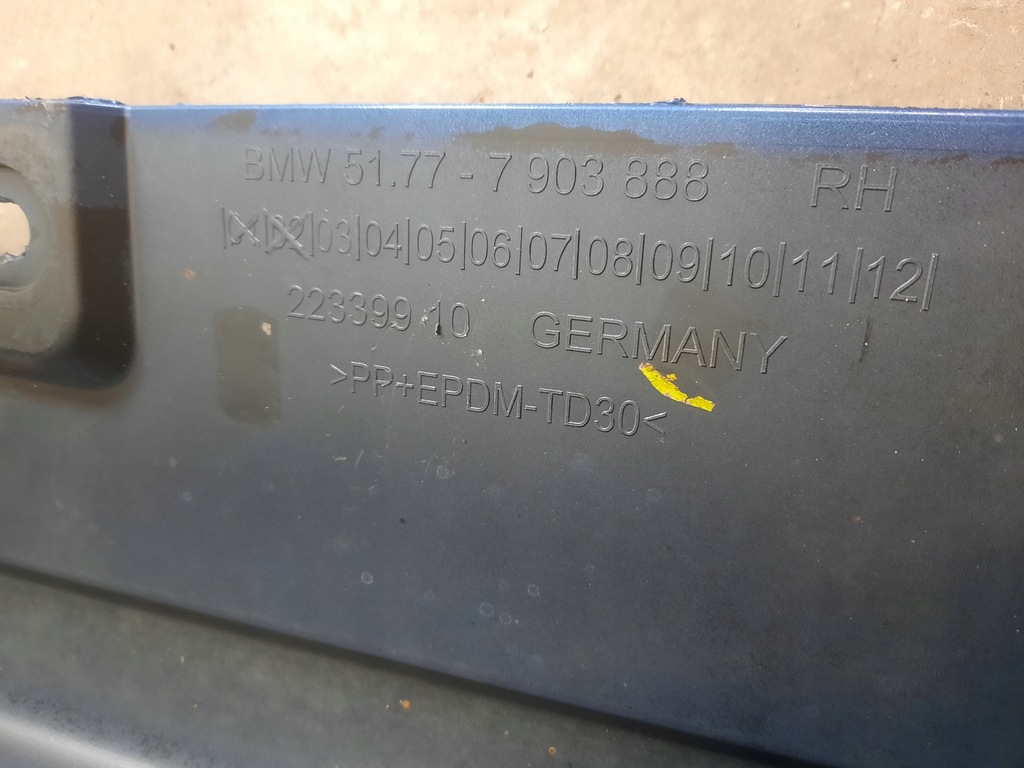 BMW 51.77 - 7 903 888 RH
|03|04|05|06|07|08|09|10|11|12|
223399 10 GERMANY
>PP+EPDM-TD30<